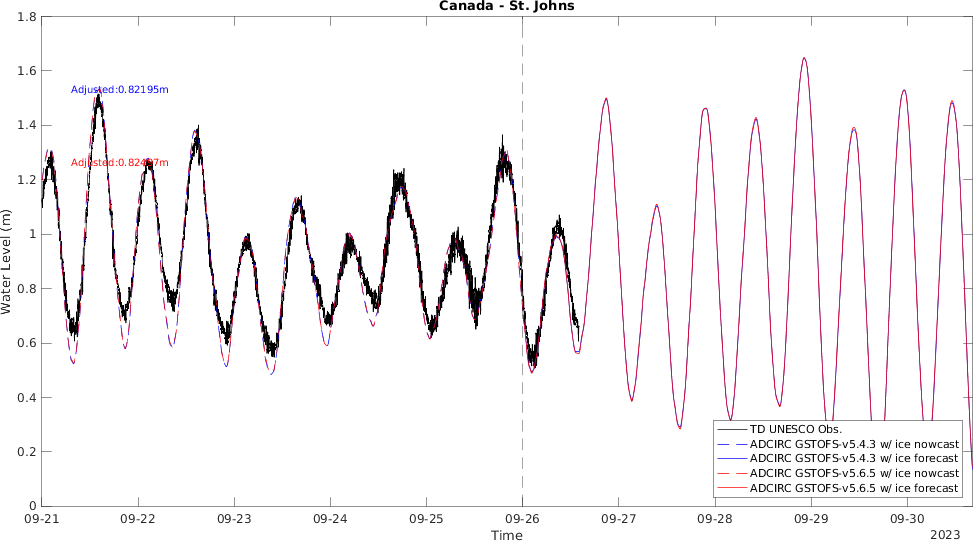 Canada - St. Johns
1.8
1.6
1.4
1.2
1
0.8
0.6
0.4
0.2
0
Water Level (m)
Adjusted:0.82195m
TD UNESCO Obs.
ADCIRC GSTOFS-v5.4.3 w/ ice nowcast
ADCIRC GSTOFS-v5.4.3 w/ ice forecast
ADCIRC GSTOFS-v5.6.5 w/ ice nowcast
ADCIRC GSTOFS-v5.6.5 w/ ice forecast
09-21 09-22 09-23 09-24 09-25 09-26 09-27 09-28 09-29 09-30
Time
2023